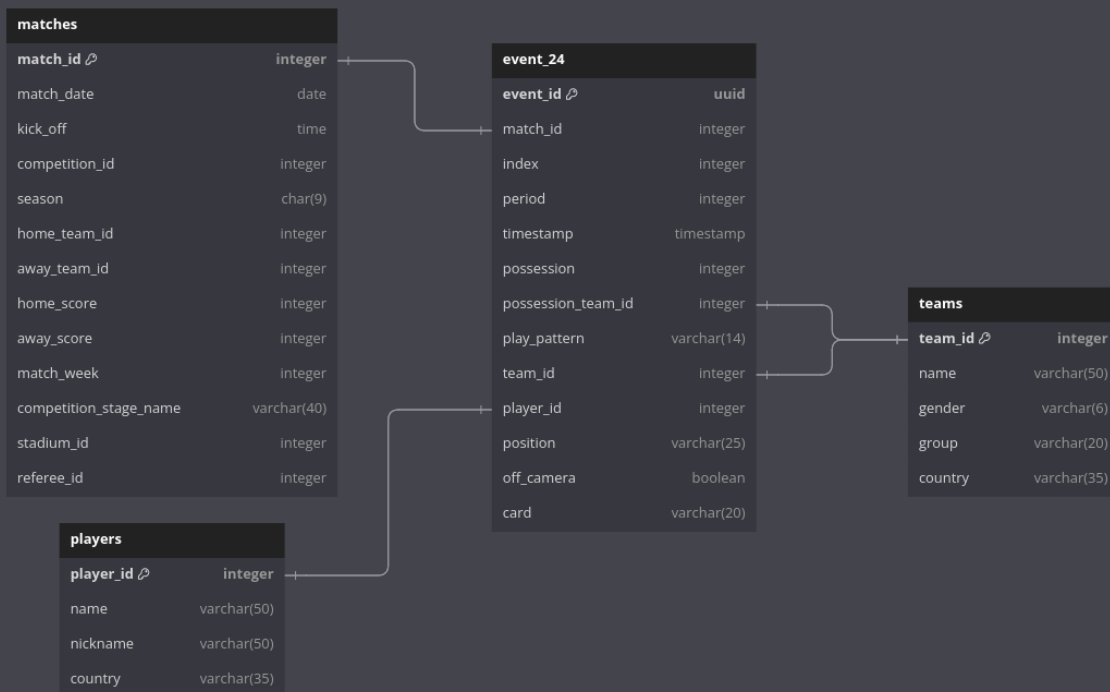 matches
match_id integer
match_date date
kick_off time
competition_id integer
season char(9)
home_team_id integer
away_team_id integer
home_score integer
away_score integer
match_week integer
competition_stage_name varchar(40)
stadium_id integer
referee_id integer
event_24
event_id uuid
match_id integer
index integer
period integer
timestamp timestamp
possession integer
possession_team_id integer
play_pattern varchar(14)
team_id integer
player_id integer
position varchar(25)
off_camera boolean
card varchar(20)
teams
team_id integer
name varchar(50)
gender varchar(6)
group varchar(20)
country varchar(35)
players
player_id integer
name varchar(50)
nickname varchar(50)
country varchar(35)